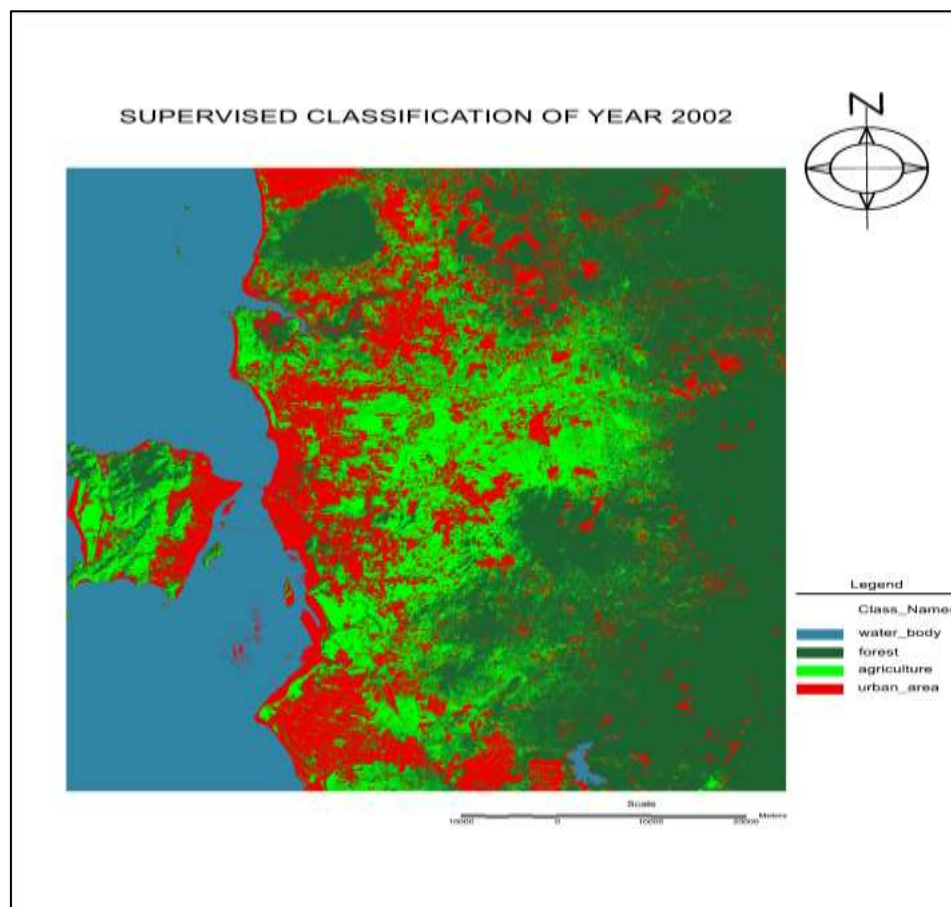 N
SUPERVISED CLASSIFICATION OF YEAR 2002
Legend
Class_Names
water_body
forest
agriculture
urban_area
Scale
10000 0 10000 20000 Meters